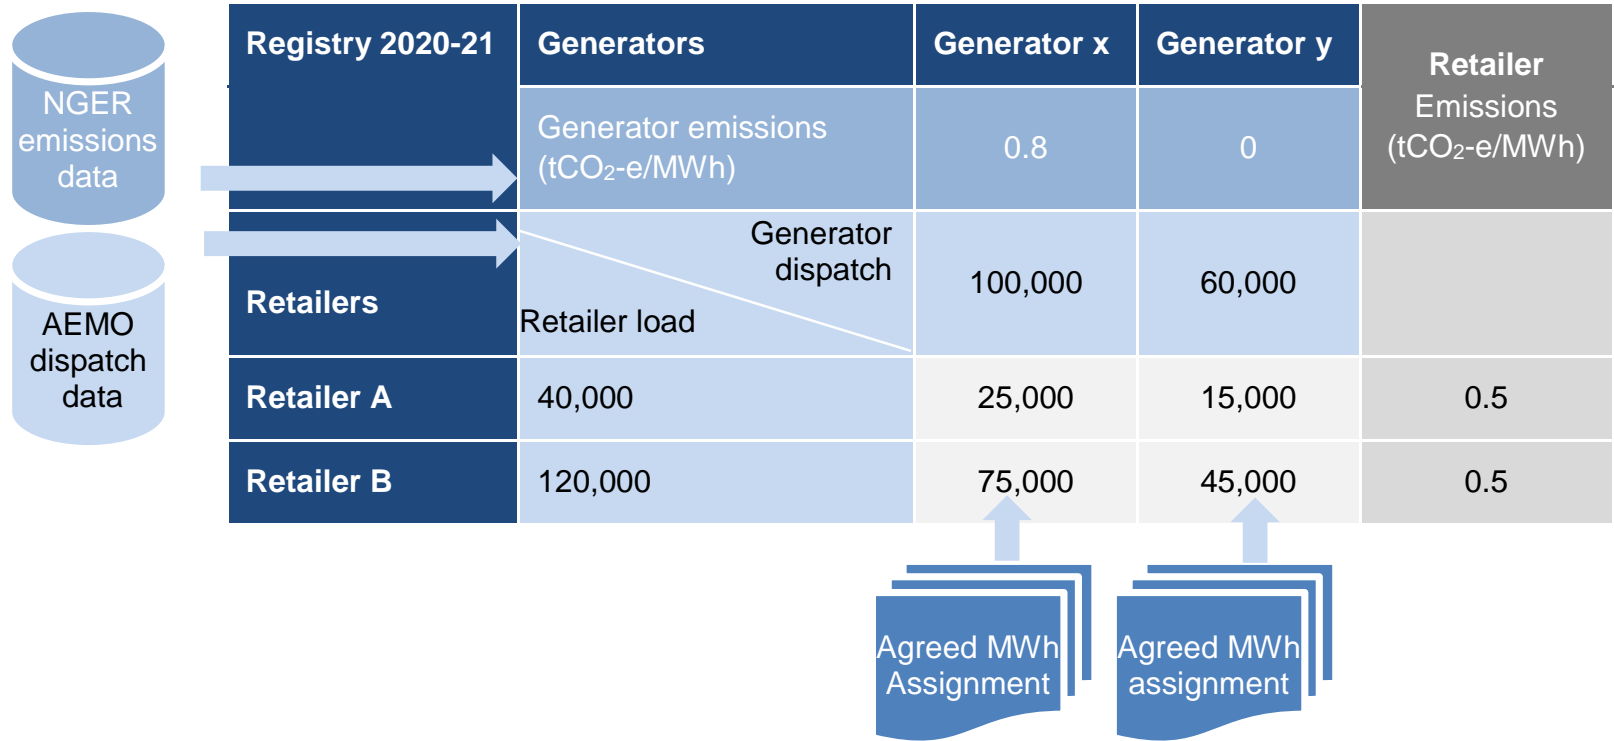 NGER
emissions
data
AEMO
dispatch
data
Registry 2020-21 Generators Generator x Generator y Retailer
Emissions
(tCO₂-e/MWh)
Generator emissions
(tCO₂-e/MWh) 0.8 0
Retailers Generator
dispatch
Retailer load 100,000 60,000
Retailer A 40,000 25,000 15,000 0.5
Retailer B 120,000 75,000 45,000 0.5
Agreed MWh
Assignment
Agreed MWh
assignment